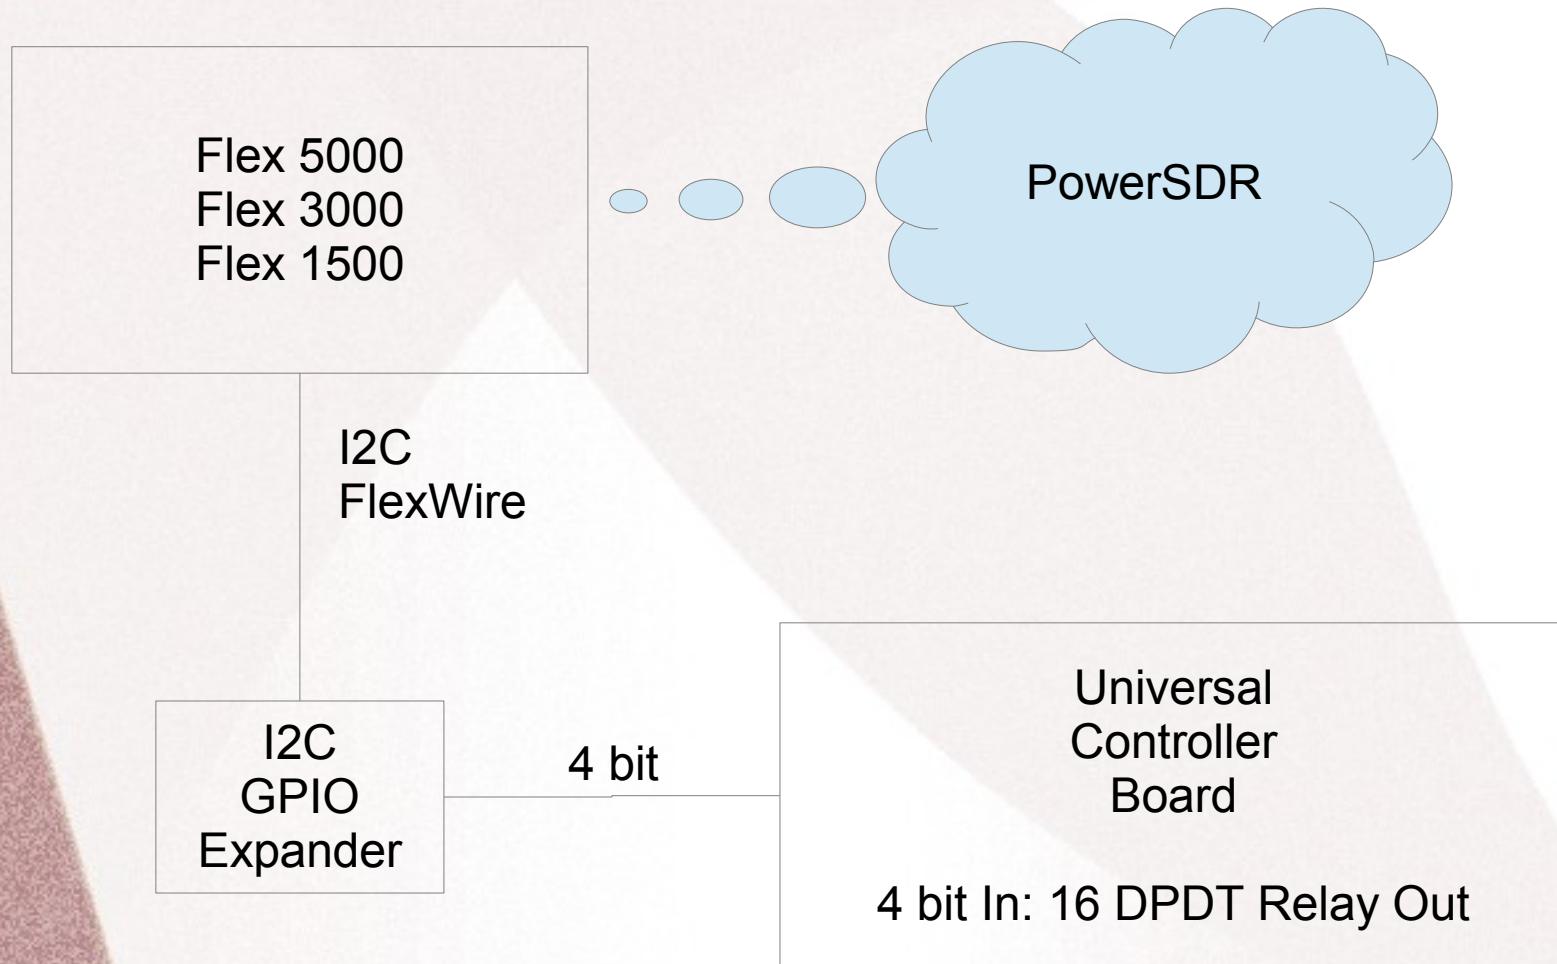 Flex 5000
Flex 3000
Flex 1500
PowerSDR
I2C
FlexWire
I2C
GPIO
Expander
4 bit
Universal
Controller
Board
4 bit In: 16 DPDT Relay Out